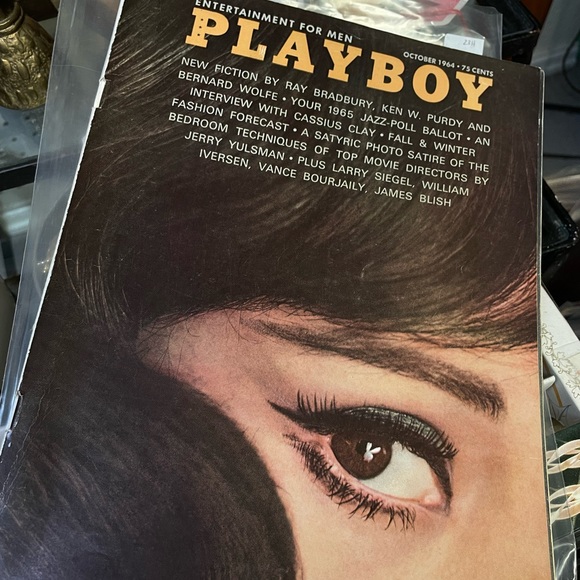 ENTERTAINMENT FOR MEN
PLAYBOY
OCTOBER 1964 • 75 CENTS
NEW FICTION BY RAY BRADBURY, KEN W. PURDY AND
BERNARD WOLFE • YOUR 1965 JAZZ-POLL BALLOT • AN
INTERVIEW WITH CASSIUS CLAY • FALL & WINTER
FASHION FORECAST • A SATYRIC PHOTO SATIRE OF THE
BEDROOM TECHNIQUES OF TOP MOVIE DIRECTORS BY
JERRY YULSMAN • PLUS LARRY SIEGEL, WILLIAM
IVERSEN, VANCE BOURJAILY, JAMES BLISH